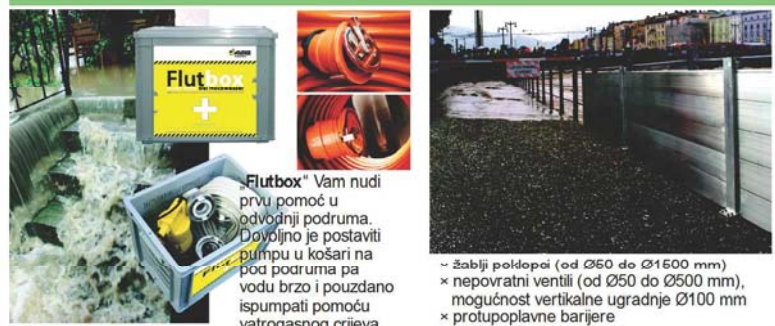 Flutbox
„Flutbox“ Vam nudi
prvu pomoć u
odvodnji podruma.
Dovoljno je postaviti
pumpu u košari na
pod podruma pa
vodu brzo i pouzdano
ispumpati pomoću
vatrogasnog crijeva
× žablji poklopci (od Ø50 do Ø1500 mm)
× nepovratni ventili (od Ø50 do Ø500 mm),
mogućnost vertikalne ugradnje Ø100 mm
× protupoplavne barijere